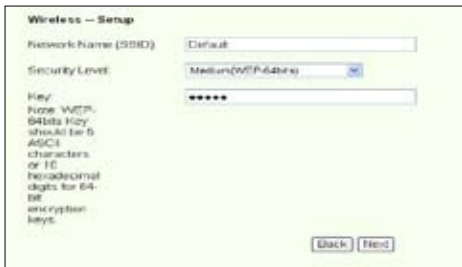 Wireless -- Setup
Network Name (SSID) Default
Security Level: Medium(WEP-64bits)
Key: •••••
Note: WEP-
64bits Key
should be 5
ASCII
characters
or 10
hexadecimal
digits for 64-
bit
encryption
keys.
Back Next